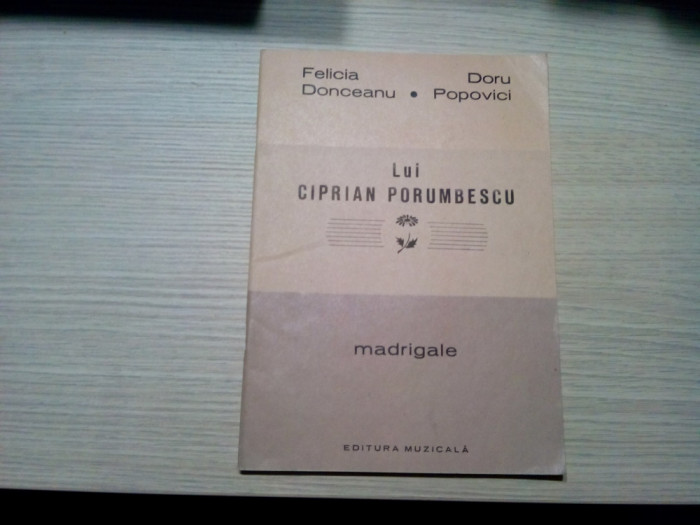 Felicia Doru
Donceanu • Popovici
Lui
CIPRIAN PORUMBESCU
madrigale
EDITURA MUZICALĂ